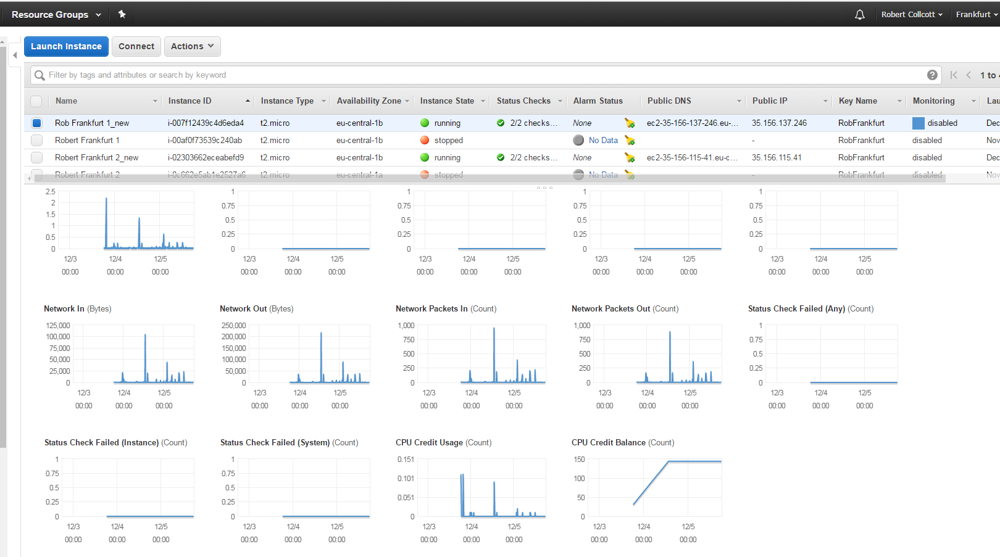 Resource Groups Robert Collcott Frankfurt
Launch Instance Connect Actions
Filter by tags and attributes or search by keyword ? 1 to
Name Instance ID Instance Type Availability Zone Instance State Status Checks Alarm Status Public DNS Public IP Key Name Monitoring Lau
Rob Frankfurt 1_new i-007f12439c4d6eda4 t2.micro eu-central-1b running 2/2 checks... None ec2-35-156-137-246.eu-... 35.156.137.246 RobFrankfurt disabled Dec
Robert Frankfurt 1 i-00af0f73539c240ab t2.micro eu-central-1b stopped No Data - RobFrankfurt disabled Nov
Robert Frankfurt 2_new i-02303662eceabefd9 t2.micro eu-central-1b running 2/2 checks... None ec2-35-156-115-41.eu-c... 35.156.115.41 RobFrankfurt disabled Dec
Robert Frankfurt 2 i-0c662e5ab1e2527a6 t2.micro eu-central-1a stopped No Data - RobFrankfurt disabled Nov
2.5 1 1 1 1
2 0.75 0.75 0.75 0.75
1.5 0.5 0.5 0.5 0.5
1 0.25 0.25 0.25 0.25
0.5
0 0 0 0 0
12/3 12/4 12/5 12/3 12/4 12/5 12/3 12/4 12/5 12/3 12/4 12/5 12/3 12/4 12/5
00:00 00:00 00:00 00:00 00:00 00:00 00:00 00:00 00:00 00:00 00:00 00:00 00:00 00:00 00:00
Network In (Bytes) Network Out (Bytes) Network Packets In (Count) Network Packets Out (Count) Status Check Failed (Any) (Count)
125,000 250,000 1,000 1,000 1
100,000 200,000 750 750 0.75
75,000 150,000 500 500 0.5
50,000 100,000 250 250 0.25
25,000 50,000
0 0 0 0 0
12/3 12/4 12/5 12/3 12/4 12/5 12/3 12/4 12/5 12/3 12/4 12/5 12/3 12/4 12/5
00:00 00:00 00:00 00:00 00:00 00:00 00:00 00:00 00:00 00:00 00:00 00:00 00:00 00:00 00:00
Status Check Failed (Instance) (Count) Status Check Failed (System) (Count) CPU Credit Usage (Count) CPU Credit Balance (Count)
1 1 0.151 150
0.75 0.75 0.101 100
0.5 0.5 0.051 50
0.25 0.25
0 0 0 0
12/3 12/4 12/5 12/3 12/4 12/5 12/3 12/4 12/5 12/3 12/4 12/5
00:00 00:00 00:00 00:00 00:00 00:00 00:00 00:00 00:00 00:00 00:00 00:00